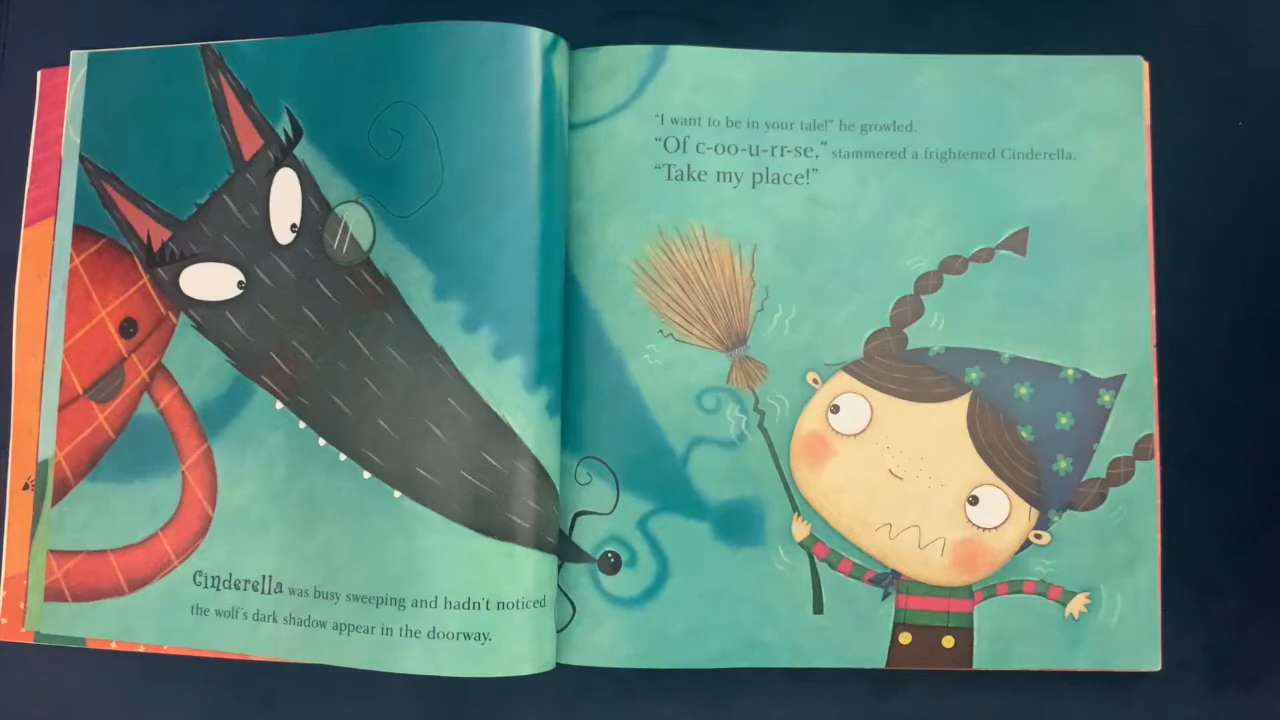 Cinderella was busy sweeping and hadn't noticed
the wolf's dark shadow appear in the doorway.
"I want to be in your tale!" he growled.
"Of c-oo-u-rr-se," stammered a frightened Cinderella.
"Take my place!"